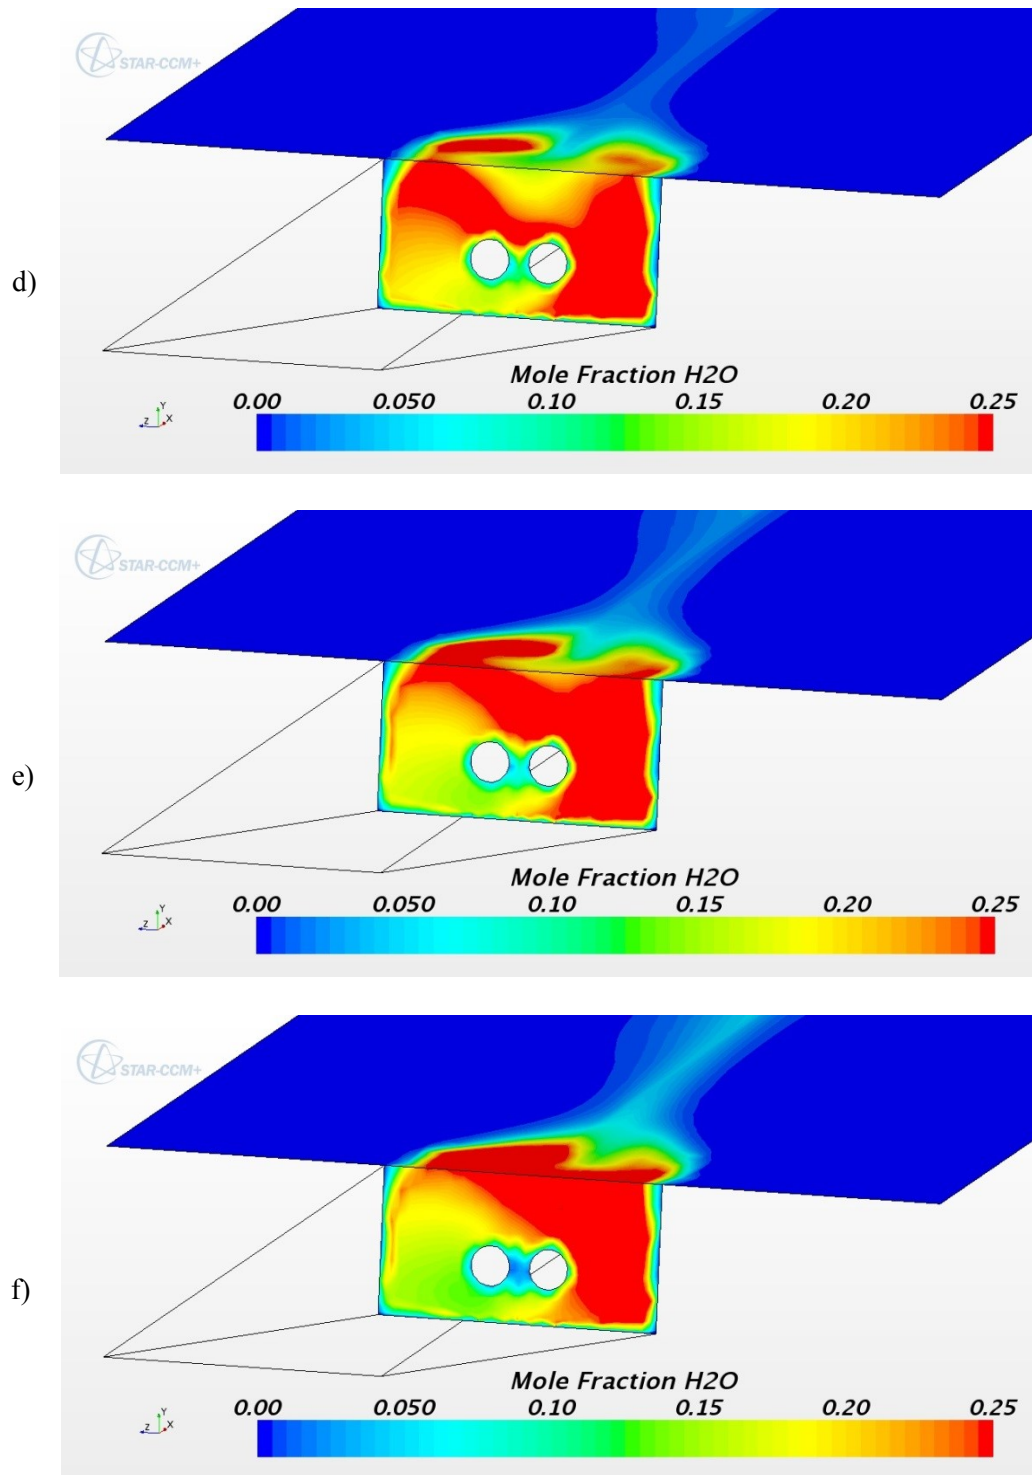 STAR-CCM+
d)
Mole Fraction H2O
0.00 0.050 0.10 0.15 0.20 0.25
Y
Z X
STAR-CCM+
e)
Mole Fraction H2O
0.00 0.050 0.10 0.15 0.20 0.25
Y
Z X
STAR-CCM+
f)
Mole Fraction H2O
0.00 0.050 0.10 0.15 0.20 0.25
Y
Z X